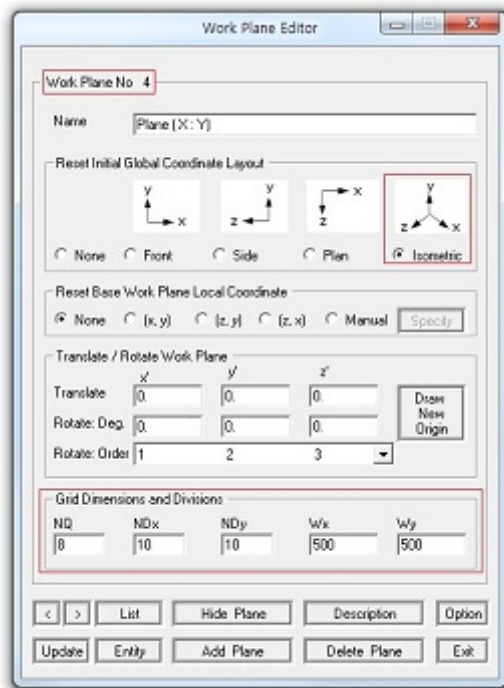 Work Plane Editor
Work Plane No 4
Name Plane (X : Y)
Reset Initial Global Coordinate Layout
y x
y z
x z
y z x
None Front Side Plan Isometric
Reset Base Work Plane Local Coordinate
None (x, y) (z, y) (z, x) Manual Specify
Translate / Rotate Work Plane
x' y' z'
Translate 0. 0. 0.
Draw New Origin
Rotate: Deg. 0. 0. 0.
Rotate: Order 1 2 3
Grid Dimensions and Divisions
NQ NDx NDy Wx Wy
8 10 10 500 500
< > List Hide Plane Description Option
Update Entity Add Plane Delete Plane Exit